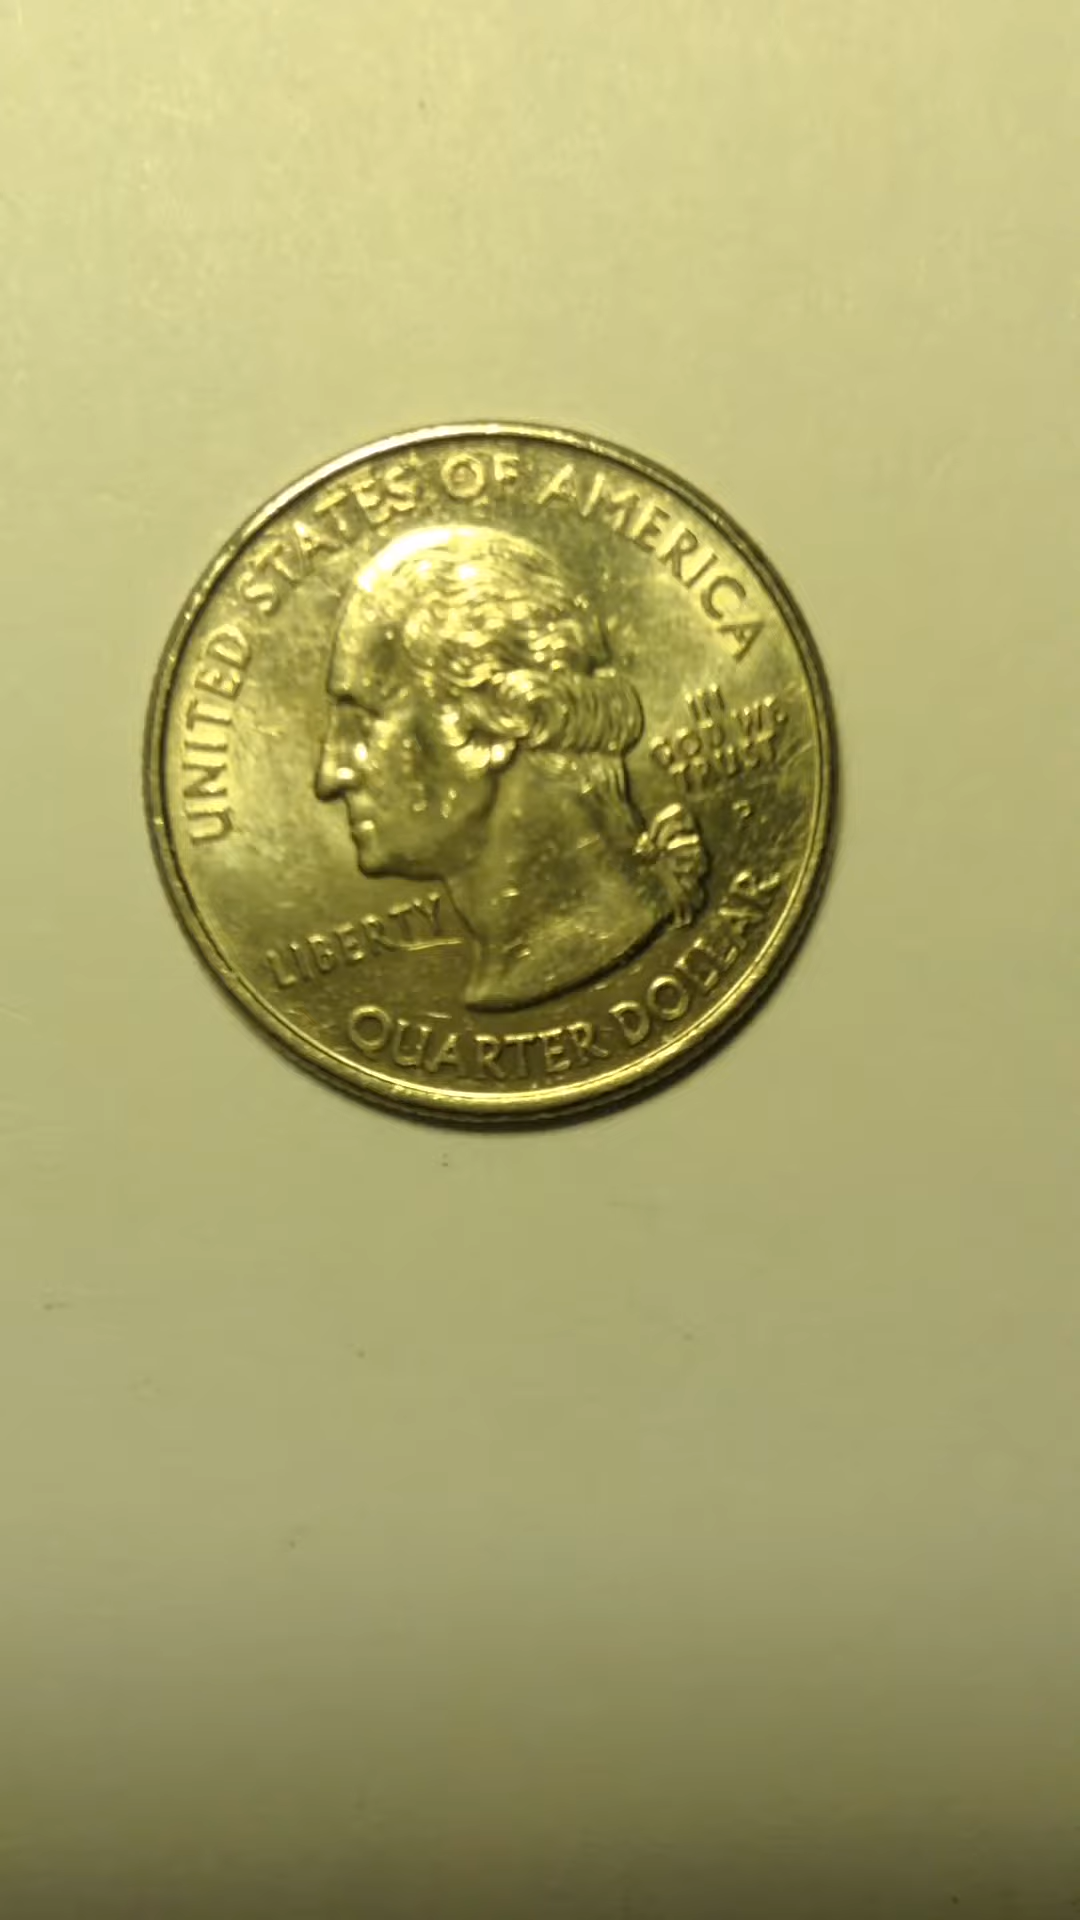 UNITED STATES OF AMERICA
IN
GOD WE
TRUST
P
LIBERTY
QUARTER DOLLAR